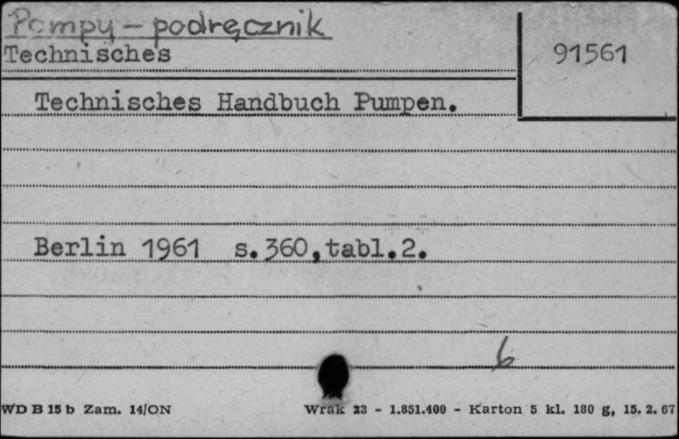 Pompy - podręcznik
Technisches
91561
Technisches Handbuch Pumpen.
Berlin 1961 s.360,tabl.2.
6
WD B 15 b Zam. 14/ON
Wrak 23 - 1.851.400 - Karton 5 kl. 180 g, 15. 2. 67